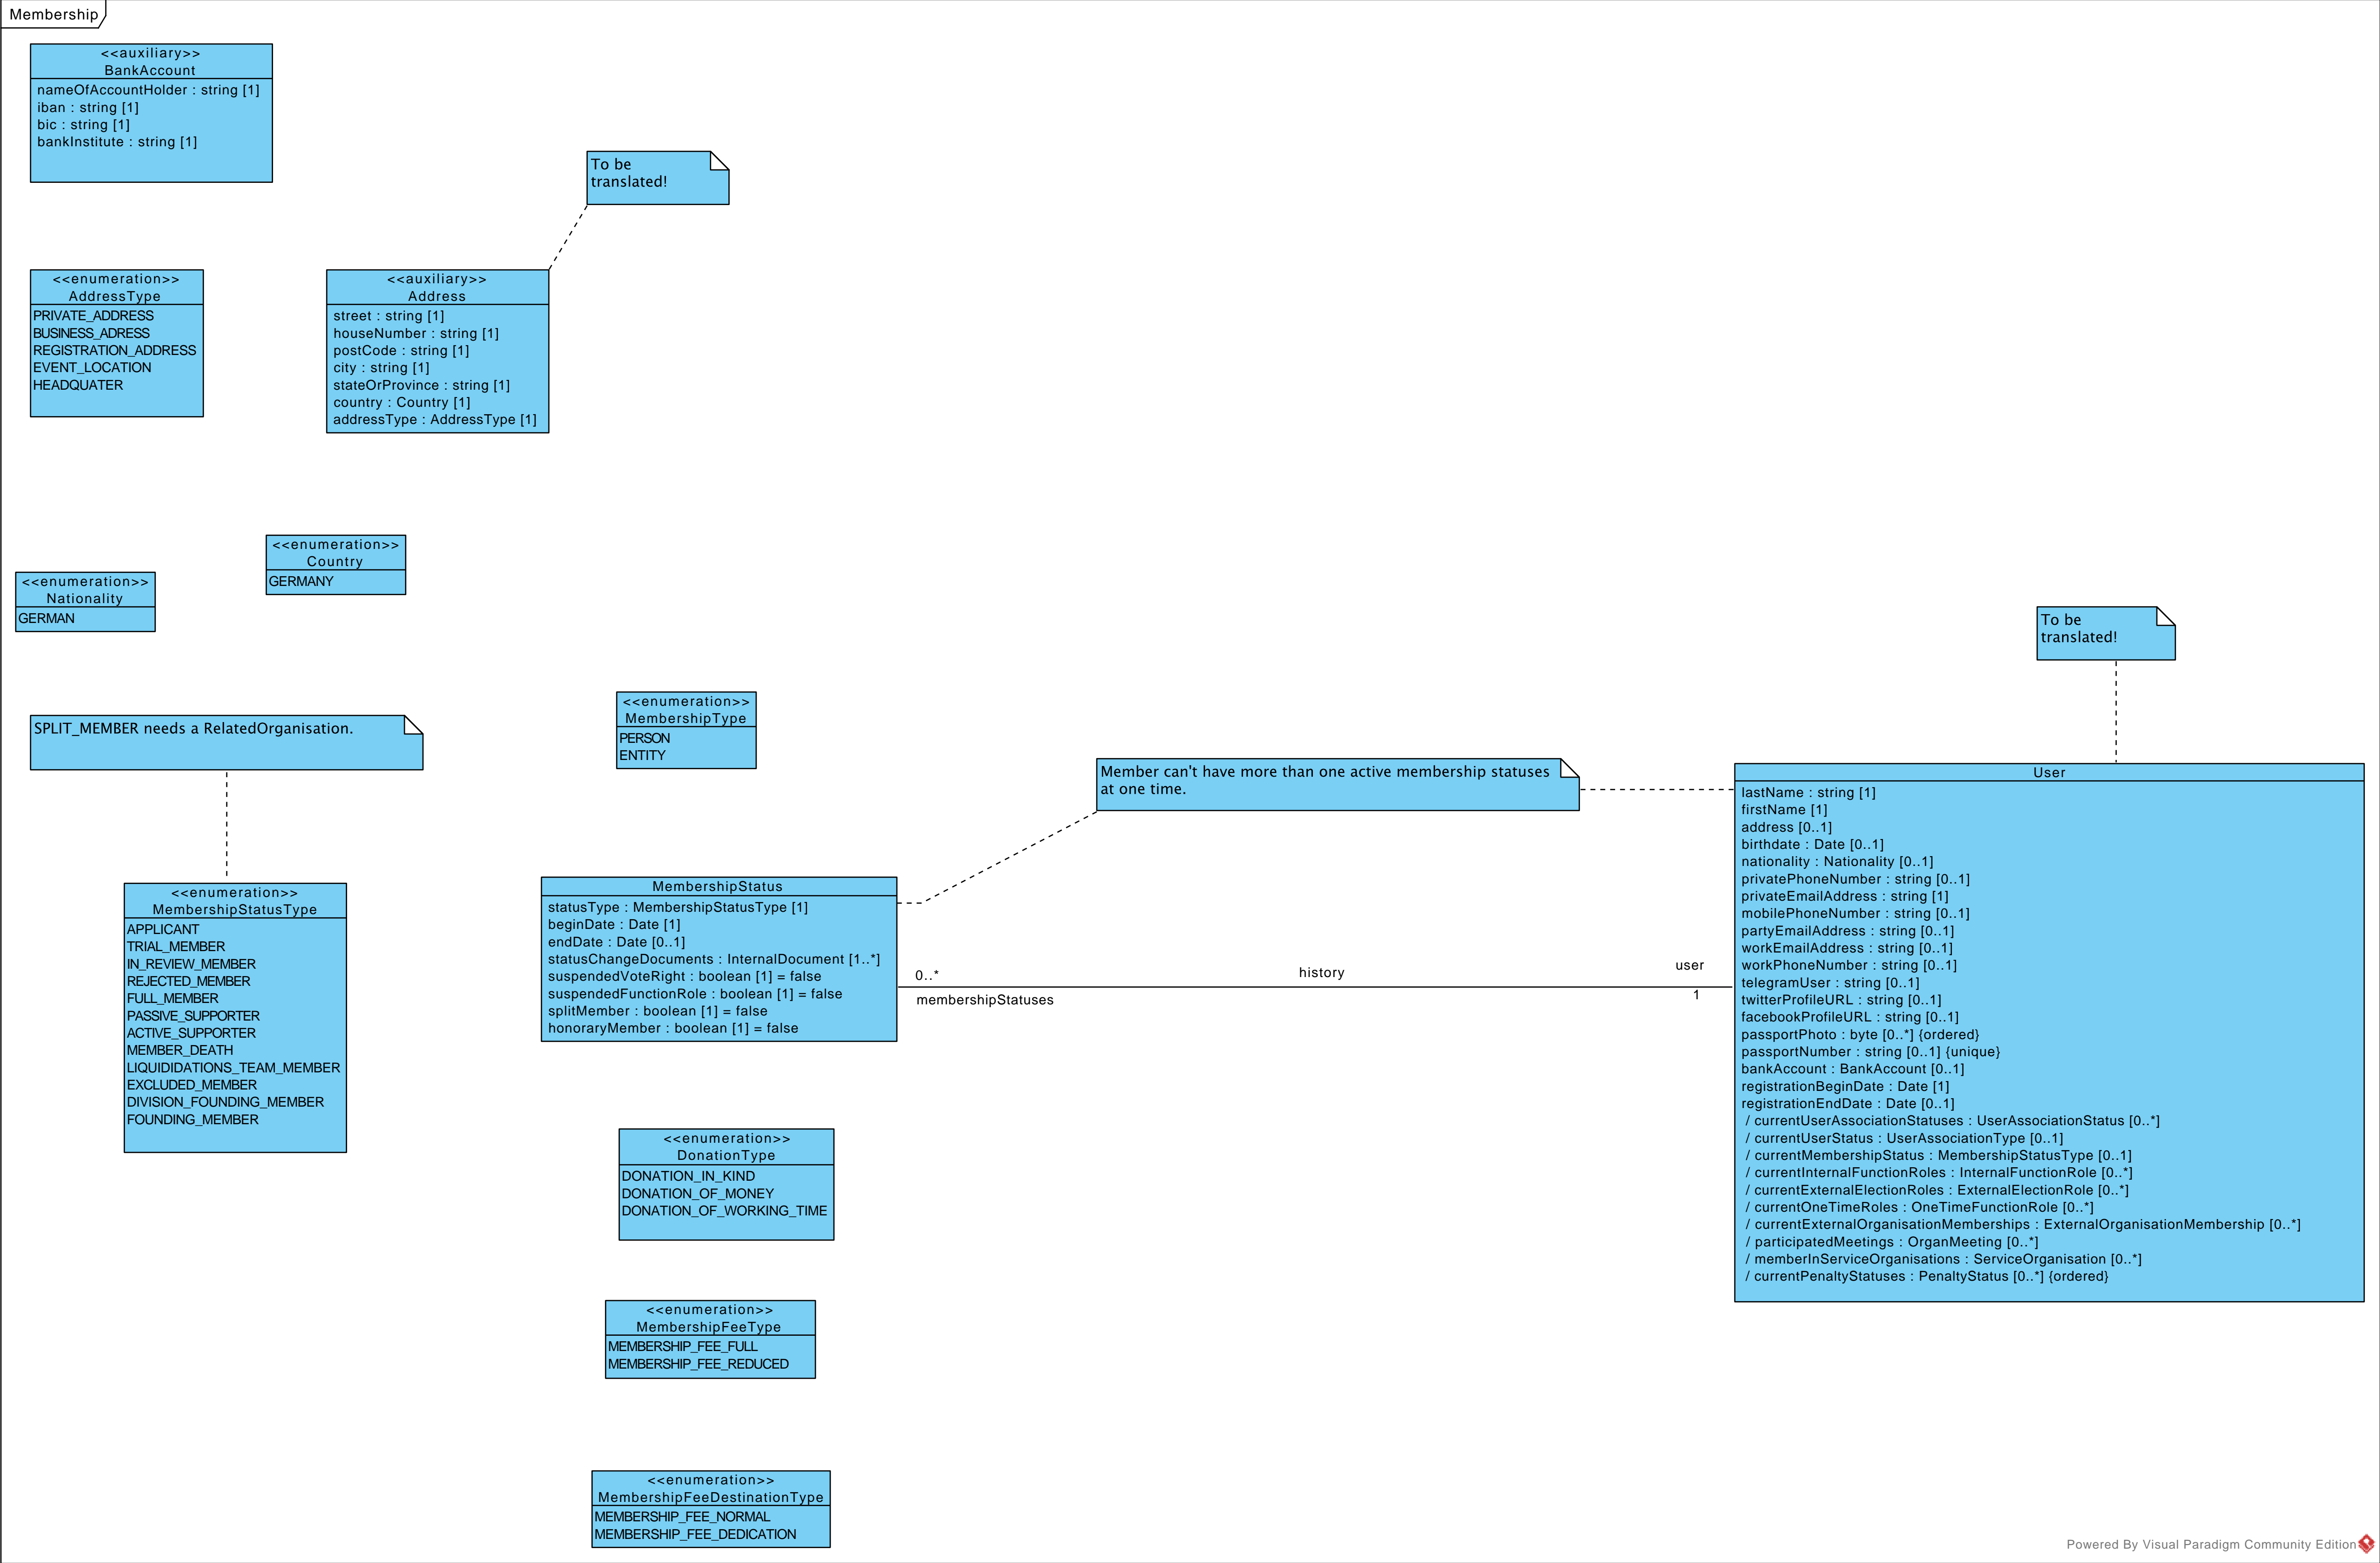 Membership
<<auxiliary>>
BankAccount
nameOfAccountHolder : string [1]
iban : string [1]
bic : string [1]
bankInstitute : string [1]
To be
translated!
<<enumeration>>
AddressType
PRIVATE_ADDRESS
BUSINESS_ADRESS
REGISTRATION_ADDRESS
EVENT_LOCATION
HEADQUATER
<<auxiliary>>
Address
street : string [1]
houseNumber : string [1]
postCode : string [1]
city : string [1]
stateOrProvince : string [1]
country : Country [1]
addressType : AddressType [1]
<<enumeration>>
Country
GERMANY
<<enumeration>>
Nationality
GERMAN
To be
translated!
<<enumeration>>
MembershipType
PERSON
ENTITY
SPLIT_MEMBER needs a RelatedOrganisation.
Member can't have more than one active membership statuses
at one time.
<<enumeration>>
MembershipStatusType
APPLICANT
TRIAL_MEMBER
IN_REVIEW_MEMBER
REJECTED_MEMBER
FULL_MEMBER
PASSIVE_SUPPORTER
ACTIVE_SUPPORTER
MEMBER_DEATH
LIQUIDIDATIONS_TEAM_MEMBER
EXCLUDED_MEMBER
DIVISION_FOUNDING_MEMBER
FOUNDING_MEMBER
MembershipStatus
statusType : MembershipStatusType [1]
beginDate : Date [1]
endDate : Date [0..1]
statusChangeDocuments : InternalDocument [1..*]
suspendedVoteRight : boolean [1] = false
suspendedFunctionRole : boolean [1] = false
splitMember : boolean [1] = false
honoraryMember : boolean [1] = false
0..*
membershipStatuses
history
user
1
User
lastName : string [1]
firstName [1]
address [0..1]
birthdate : Date [0..1]
nationality : Nationality [0..1]
privatePhoneNumber : string [0..1]
privateEmailAddress : string [1]
mobilePhoneNumber : string [0..1]
partyEmailAddress : string [0..1]
workEmailAddress : string [0..1]
workPhoneNumber : string [0..1]
telegramUser : string [0..1]
twitterProfileURL : string [0..1]
facebookProfileURL : string [0..1]
passportPhoto : byte [0..*] {ordered}
passportNumber : string [0..1] {unique}
bankAccount : BankAccount [0..1]
registrationBeginDate : Date [1]
registrationEndDate : Date [0..1]
/ currentUserAssociationStatuses : UserAssociationStatus [0..*]
/ currentUserStatus : UserAssociationType [0..1]
/ currentMembershipStatus : MembershipStatusType [0..1]
/ currentInternalFunctionRoles : InternalFunctionRole [0..*]
/ currentExternalElectionRoles : ExternalElectionRole [0..*]
/ currentOneTimeRoles : OneTimeFunctionRole [0..*]
/ currentExternalOrganisationMemberships : ExternalOrganisationMembership [0..*]
/ participatedMeetings : OrganMeeting [0..*]
/ memberInServiceOrganisations : ServiceOrganisation [0..*]
/ currentPenaltyStatuses : PenaltyStatus [0..*] {ordered}
<<enumeration>>
DonationType
DONATION_IN_KIND
DONATION_OF_MONEY
DONATION_OF_WORKING_TIME
<<enumeration>>
MembershipFeeType
MEMBERSHIP_FEE_FULL
MEMBERSHIP_FEE_REDUCED
<<enumeration>>
MembershipFeeDestinationType
MEMBERSHIP_FEE_NORMAL
MEMBERSHIP_FEE_DEDICATION
Powered By Visual Paradigm Community Edition